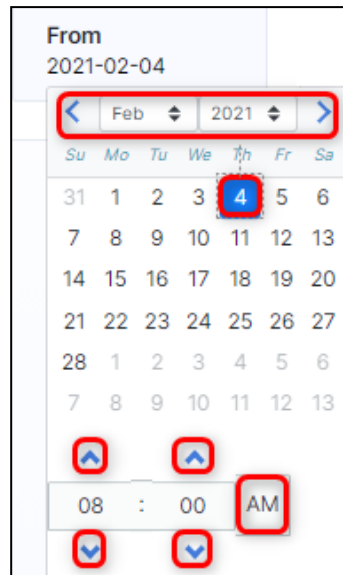 From
2021-02-04
Feb 2021
Su Mo Tu We Th Fr Sa
31 1 2 3 4 5 6
7 8 9 10 11 12 13
14 15 16 17 18 19 20
21 22 23 24 25 26 27
28 1 2 3 4 5 6
7 8 9 10 11 12 13
08 : 00 AM